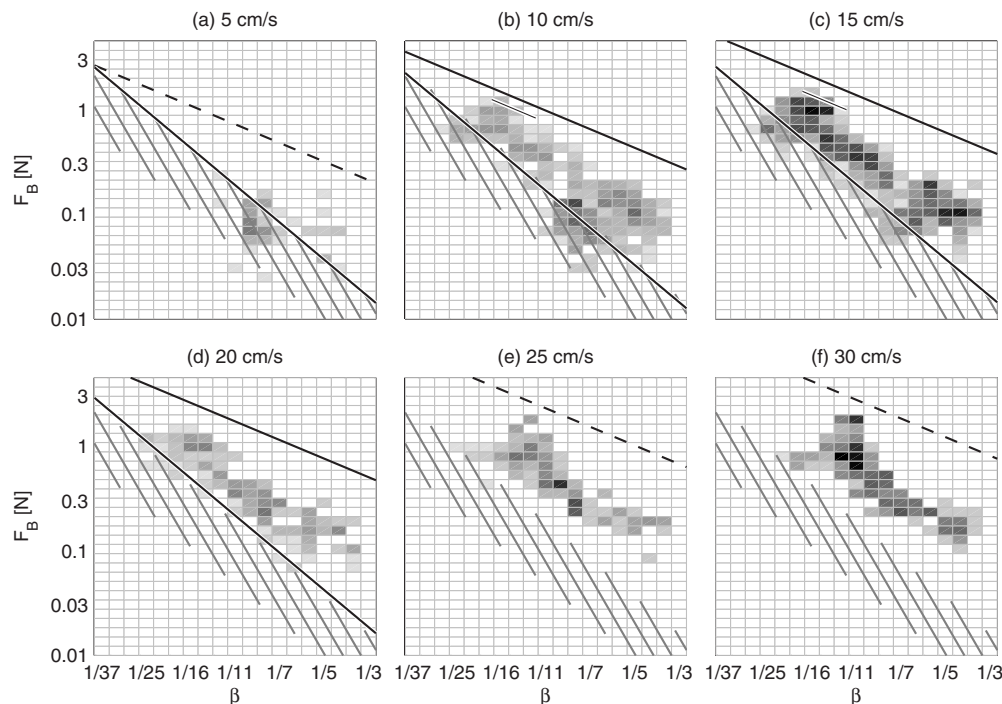 (a) 5 cm/s
(b) 10 cm/s
(c) 15 cm/s
3
1
0.3
0.1
0.03
0.01
F_B [N]
(d) 20 cm/s
(e) 25 cm/s
(f) 30 cm/s
3
1
0.3
0.1
0.03
0.01
F_B [N]
1/37 1/25 1/16 1/11 1/7 1/5 1/3
1/37 1/25 1/16 1/11 1/7 1/5 1/3
1/37 1/25 1/16 1/11 1/7 1/5 1/3
β
β
β